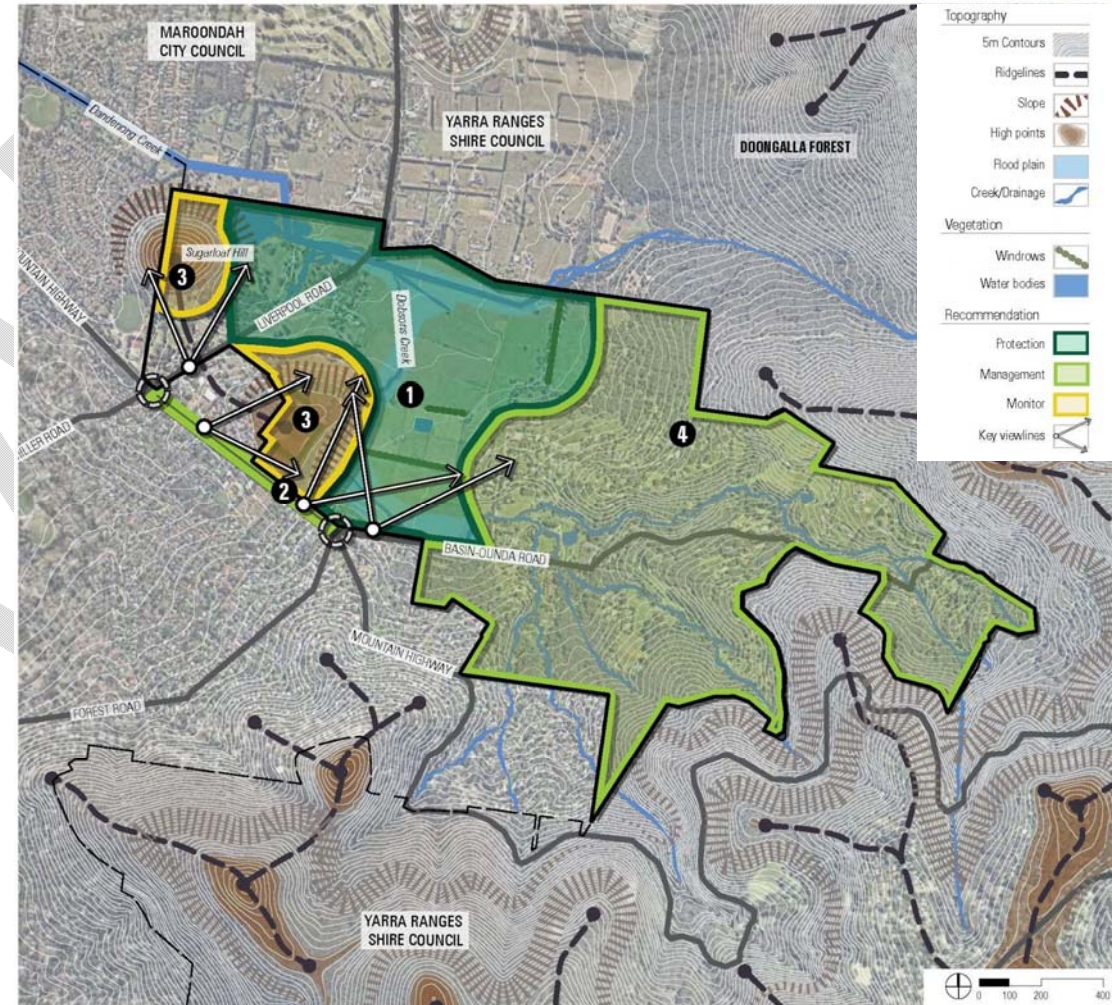 MAROONDAH
CITY COUNCIL
Dandenong Creek
YARRA RANGES
SHIRE COUNCIL
DOONGALLA FOREST
Sugarloaf Hill
3
MOUNTAIN HIGHWAY
LIVERPOOL ROAD
Dobsons Creek
1
3
4
2
BASIN-OLINDA ROAD
MOUNTAIN HIGHWAY
FOREST ROAD
YARRA RANGES
SHIRE COUNCIL
Topography
5m Contours
Ridgelines
Slope
High points
Flood plain
Creek/Drainage
Vegetation
Windrows
Water bodies
Recommendation
Protection
Management
Monitor
Key viewlines
0 100 200 400